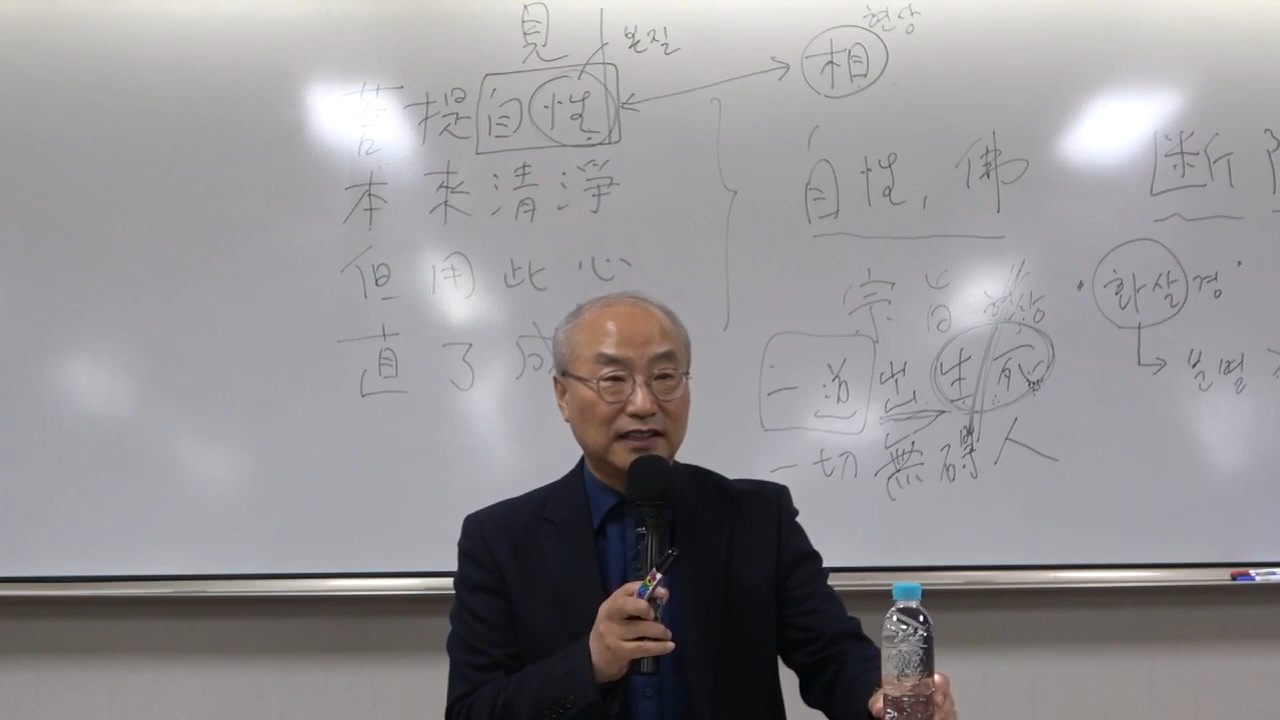 見 본질
菩提自性
本來清淨
但用此心
直了成
相 현상
自性, 佛
宗旨 현상
一道出生死
一切無碍人
断
"화살경"
불멸